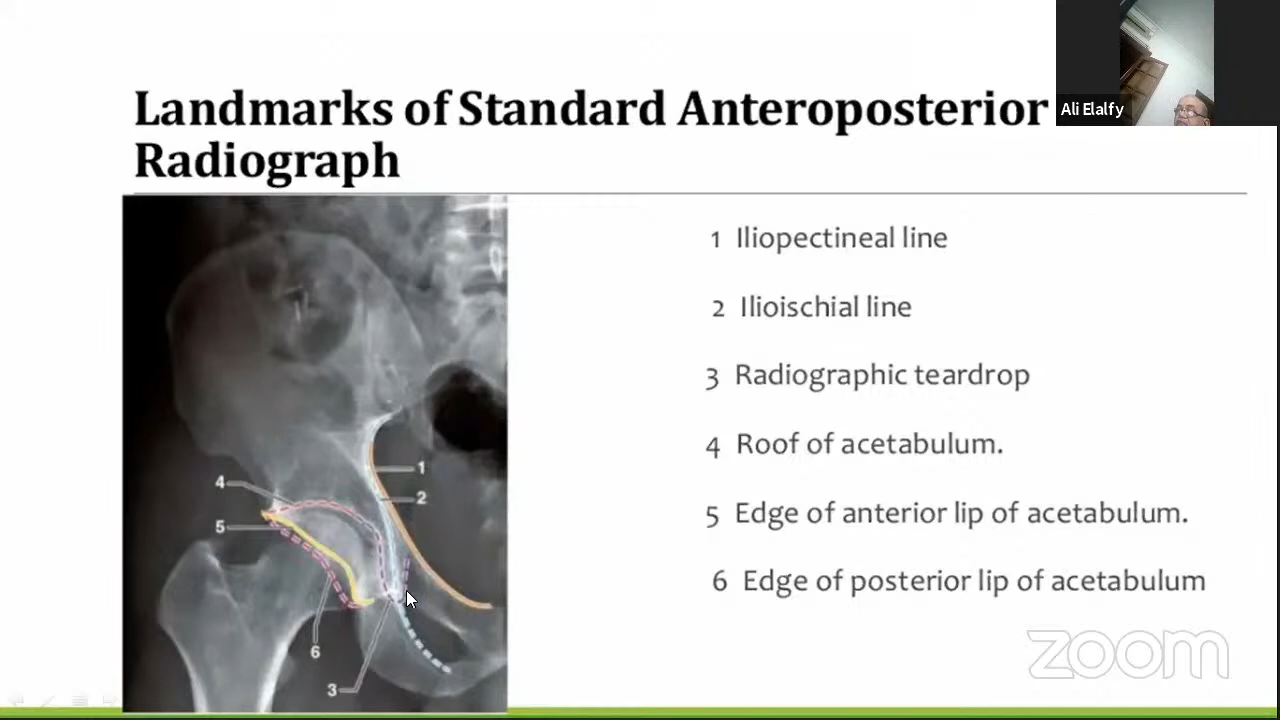 Landmarks of Standard Anteroposterior
Radiograph
Ali Elalfy
1 Iliopectineal line
2 Ilioischial line
3 Radiographic teardrop
4 Roof of acetabulum.
5 Edge of anterior lip of acetabulum.
6 Edge of posterior lip of acetabulum
1
4
2
5
6
3
zoom